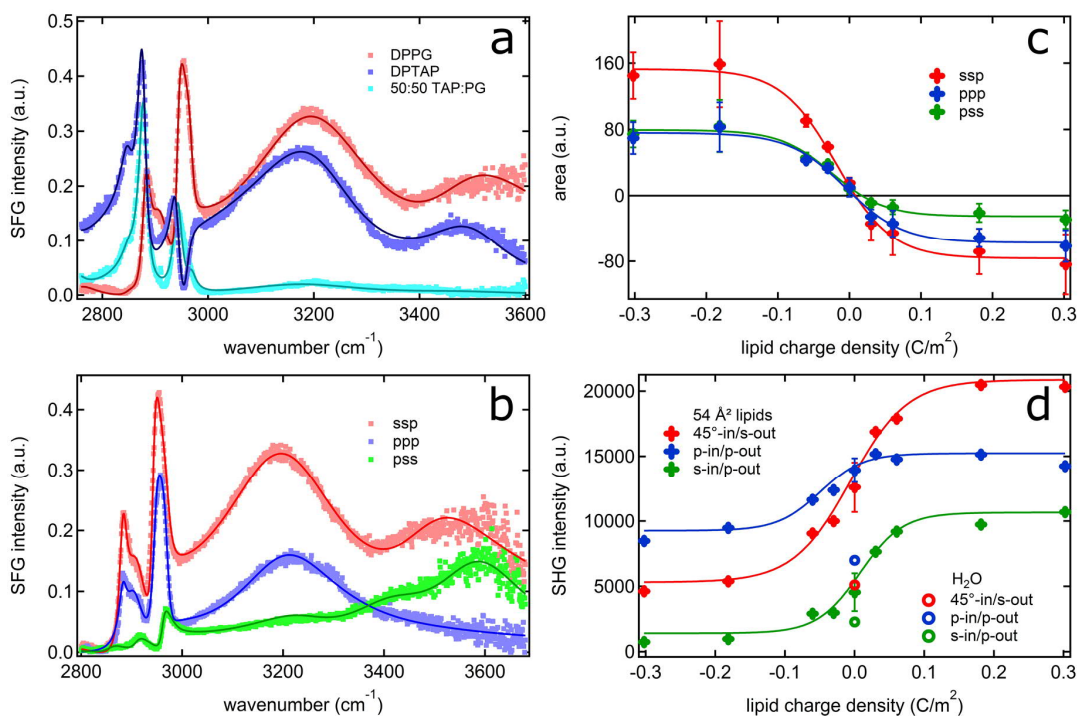 a
0.5
0.4
0.3
0.2
0.1
0.0
SFG intensity (a.u.)
DPPG
DPTAP
50:50 TAP:PG
2800
3000
3200
3400
3600
wavenumber (cm⁻¹)
c
160
80
0
-80
area (a.u.)
ssp
ppp
pss
-0.3
-0.2
-0.1
0.0
0.1
0.2
0.3
lipid charge density (C/m²)
b
0.4
0.3
0.2
0.1
0.0
SFG intensity (a.u.)
ssp
ppp
pss
2800
3000
3200
3400
3600
wavenumber (cm⁻¹)
d
20000
15000
10000
5000
0
SHG intensity (a.u.)
54 Å² lipids
45°-in/s-out
p-in/p-out
s-in/p-out
H₂O
45°-in/s-out
p-in/p-out
s-in/p-out
-0.3
-0.2
-0.1
0.0
0.1
0.2
0.3
lipid charge density (C/m²)